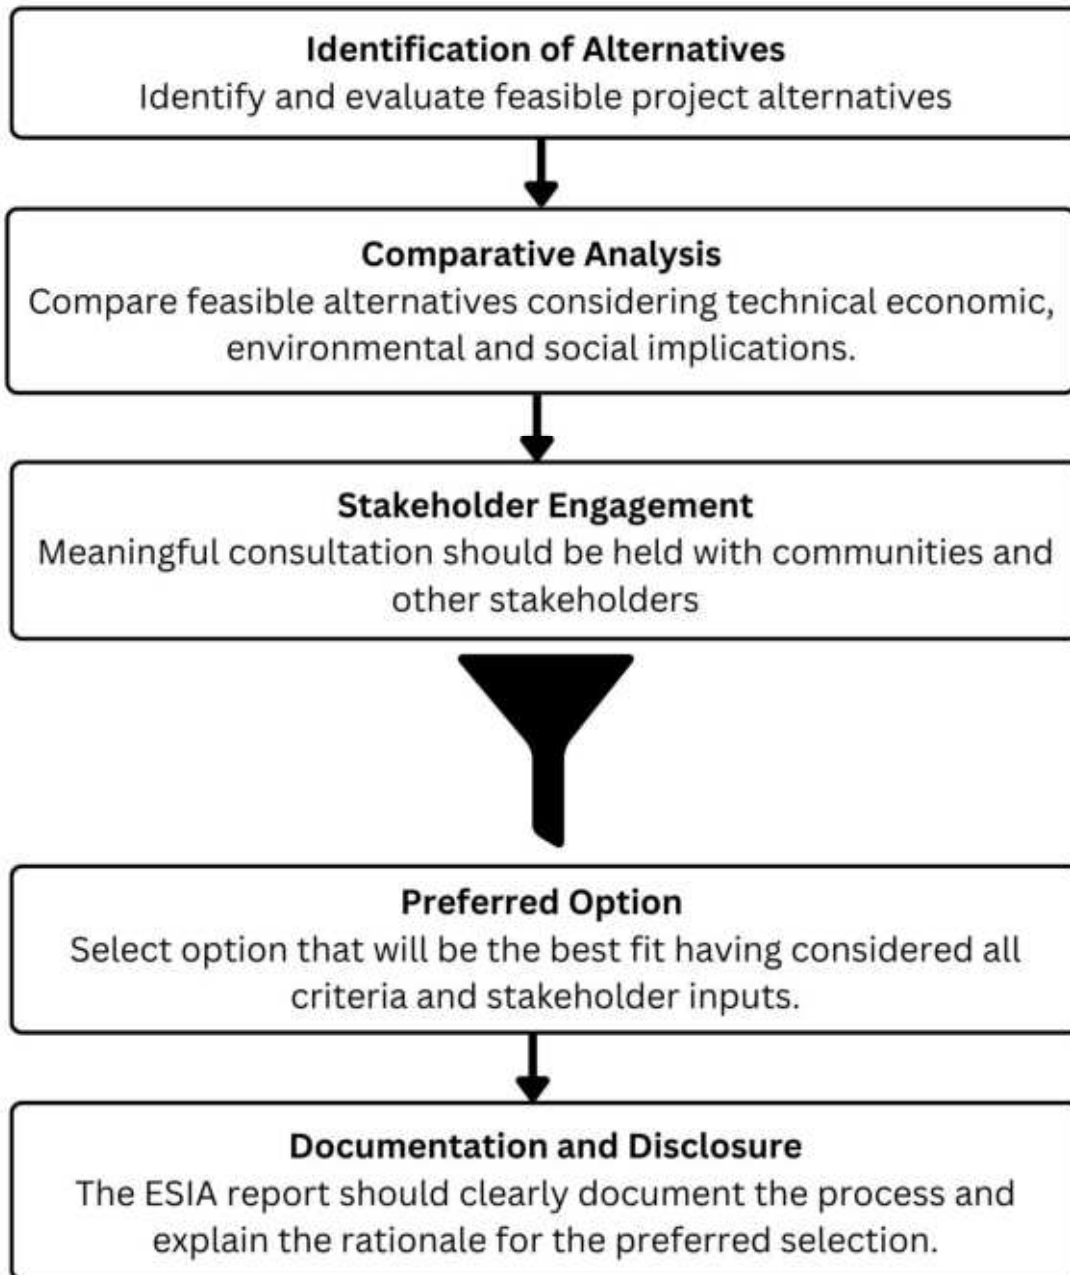 Identification of Alternatives
Identify and evaluate feasible project alternatives
Comparative Analysis
Compare feasible alternatives considering technical economic,
environmental and social implications.
Stakeholder Engagement
Meaningful consultation should be held with communities and
other stakeholders
Preferred Option
Select option that will be the best fit having considered all
criteria and stakeholder inputs.
Documentation and Disclosure
The ESIA report should clearly document the process and
explain the rationale for the preferred selection.